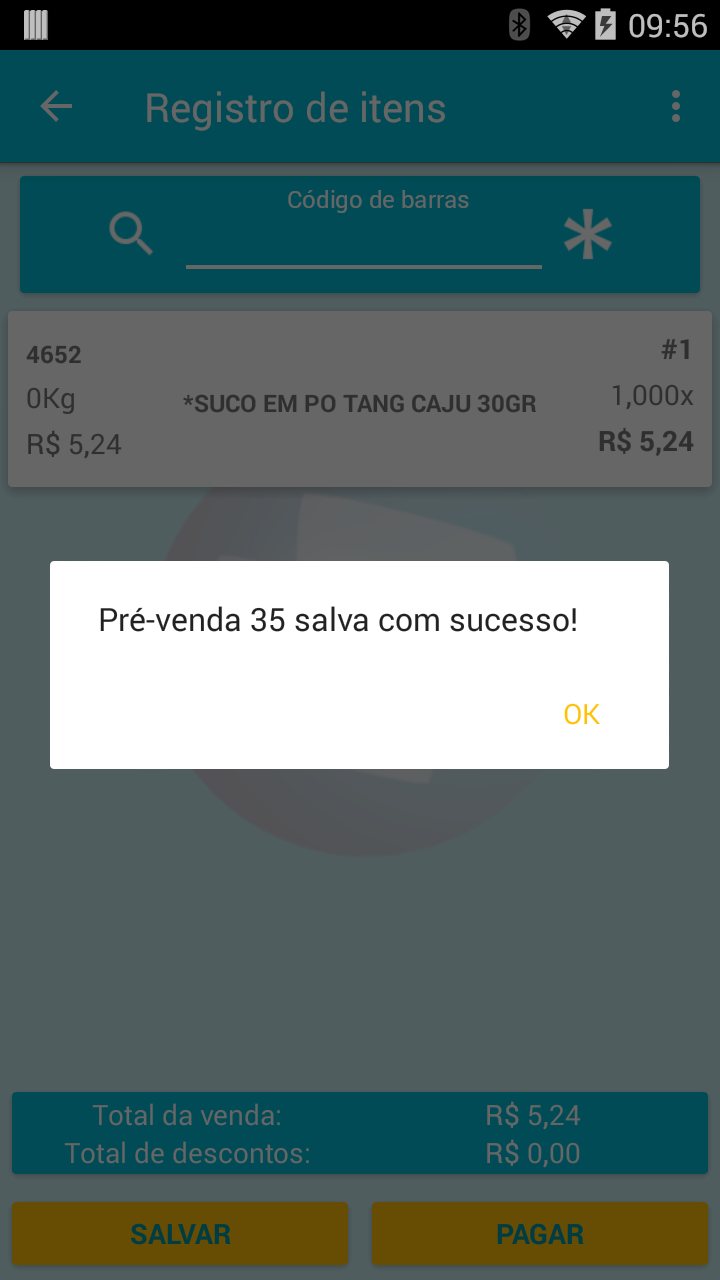 09:56
Registro de itens
Código de barras
4652
#1
0Kg
*SUCO EM PO TANG CAJU 30GR
1,000x
R$ 5,24
R$ 5,24
Pré-venda 35 salva com sucesso!
OK
Total da venda: R$ 5,24
Total de descontos: R$ 0,00
SALVAR
PAGAR